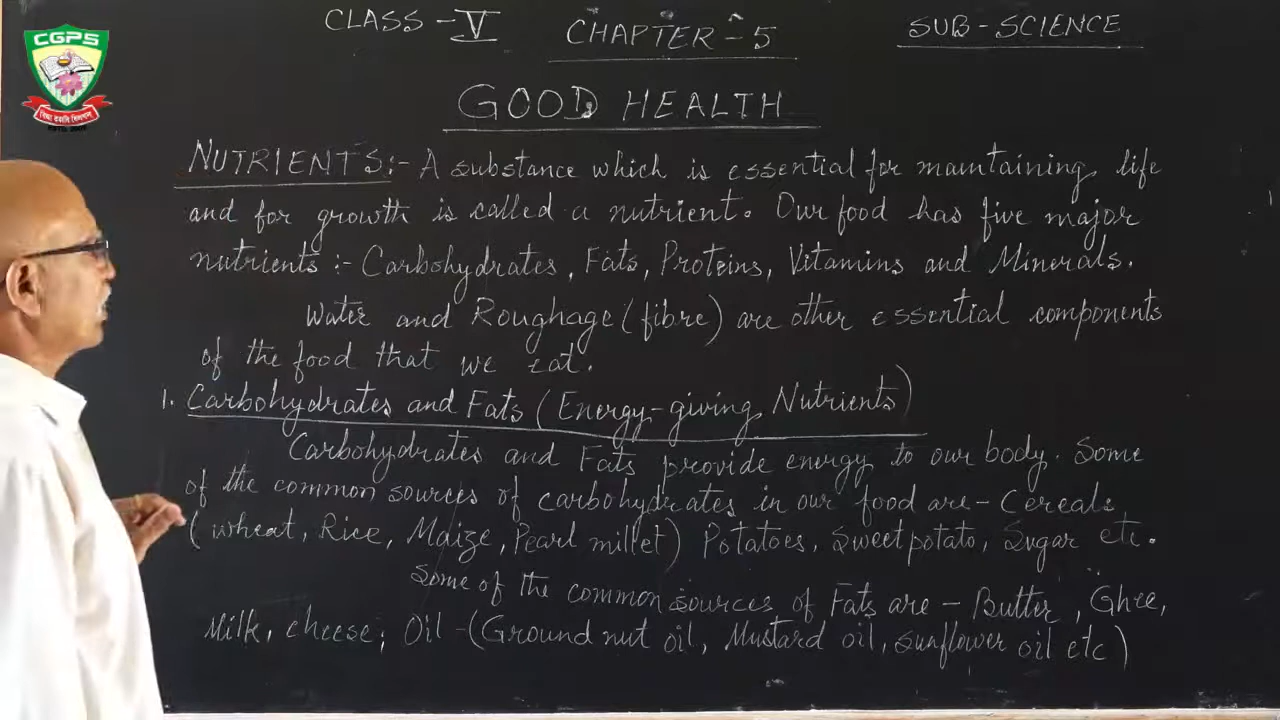 CLASS - V
CHAPTER - 5
SUB - SCIENCE
CGPS
GOOD HEALTH
NUTRIENTS:- A substance which is essential for maintaining life
and for growth is called a nutrient. Our food has five major
nutrients :- Carbohydrates, Fats, Proteins, Vitamins and Minerals.
Water and Roughage (fibre) are other essential components
of the food that we eat.
1. Carbohydrates and Fats (Energy-giving Nutrients)
Carbohydrates and Fats provide energy to our body. Some
of the common sources of carbohydrates in our food are - Cereals
(wheat, Rice, Maize, Pearl millet) Potatoes, Sweet potato, Sugar etc.
Some of the common sources of Fats are - Butter, Ghee,
Milk, cheese; Oil - (Ground nut oil, Mustard oil, Sunflower oil etc)